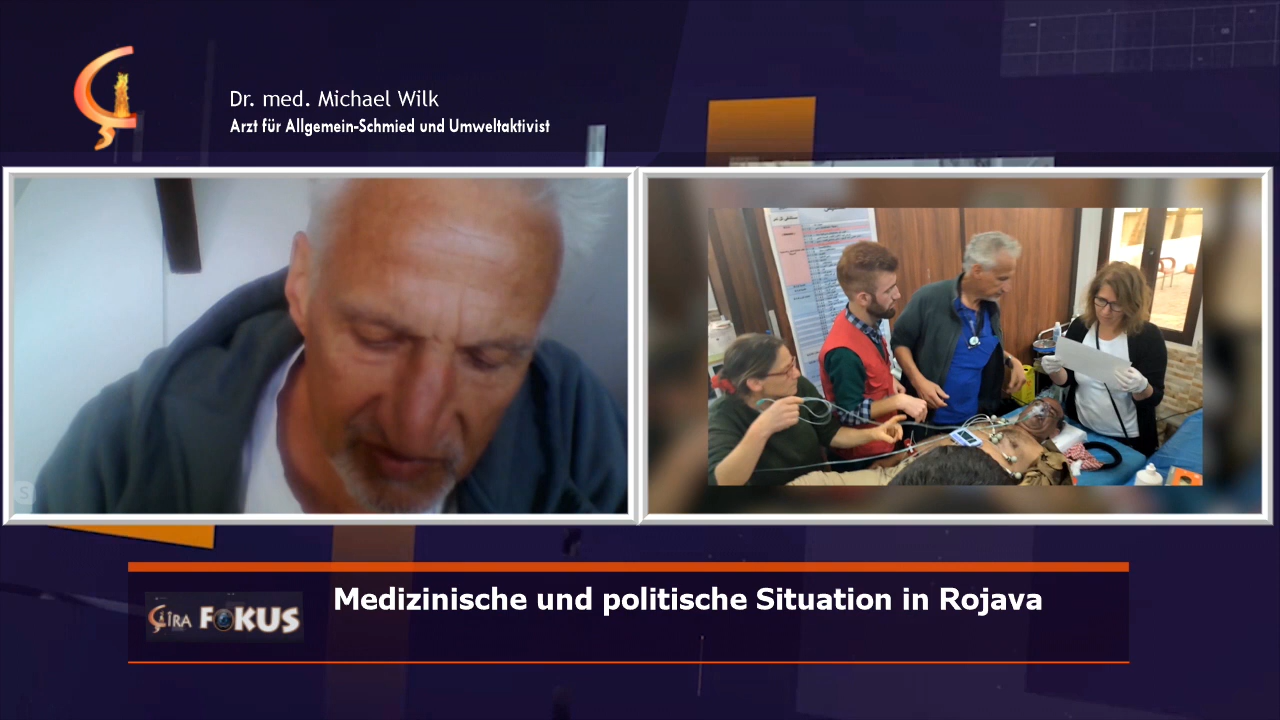 Dr. med. Michael Wilk
Arzt für Allgemein-Schmied und Umweltaktivist
S
ÇIRA FOKUS
Medizinische und politische Situation in Rojava